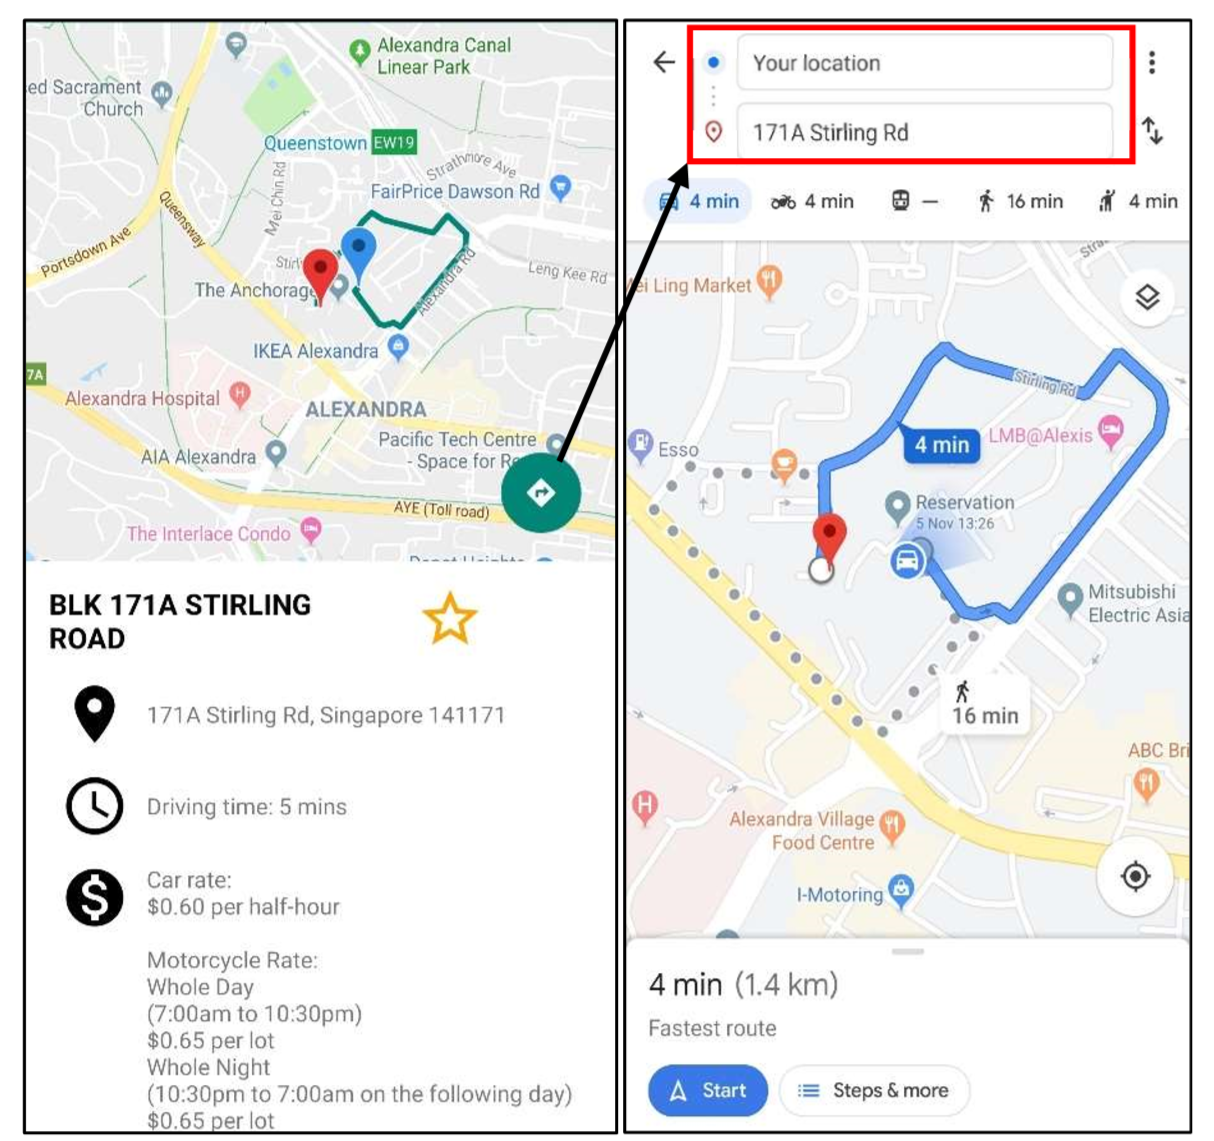 Alexandra Canal
Linear Park
ed Sacrament
Church
Queenstown EW19
Strathmore Ave
Mei Chin Rd
FairPrice Dawson Rd
Queensway
Portsdown Ave
Alexandra Rd
Leng Kee Rd
The Anchorage
IKEA Alexandra
7A
Alexandra Hospital
H
ALEXANDRA
Pacific Tech Centre
- Space for
AIA Alexandra
AYE (Toll road)
The Interlace Condo
BLK 171A STIRLING
ROAD
171A Stirling Rd, Singapore 141171
Driving time: 5 mins
$
Car rate:
$0.60 per half-hour
Motorcycle Rate:
Whole Day
(7:00am to 10:30pm)
$0.65 per lot
Whole Night
(10:30pm to 7:00am on the following day)
$0.65 per lot
Your location
171A Stirling Rd
4 min
4 min
—
16 min
4 min
ei Ling Market
Stirling Rd
4 min
LMB@Alexis
Esso
Reservation
5 Nov 13:26
Mitsubishi
Electric Asia
16 min
ABC Bri
H
Alexandra Village
Food Centre
I-Motoring
4 min (1.4 km)
Fastest route
Start
Steps & more